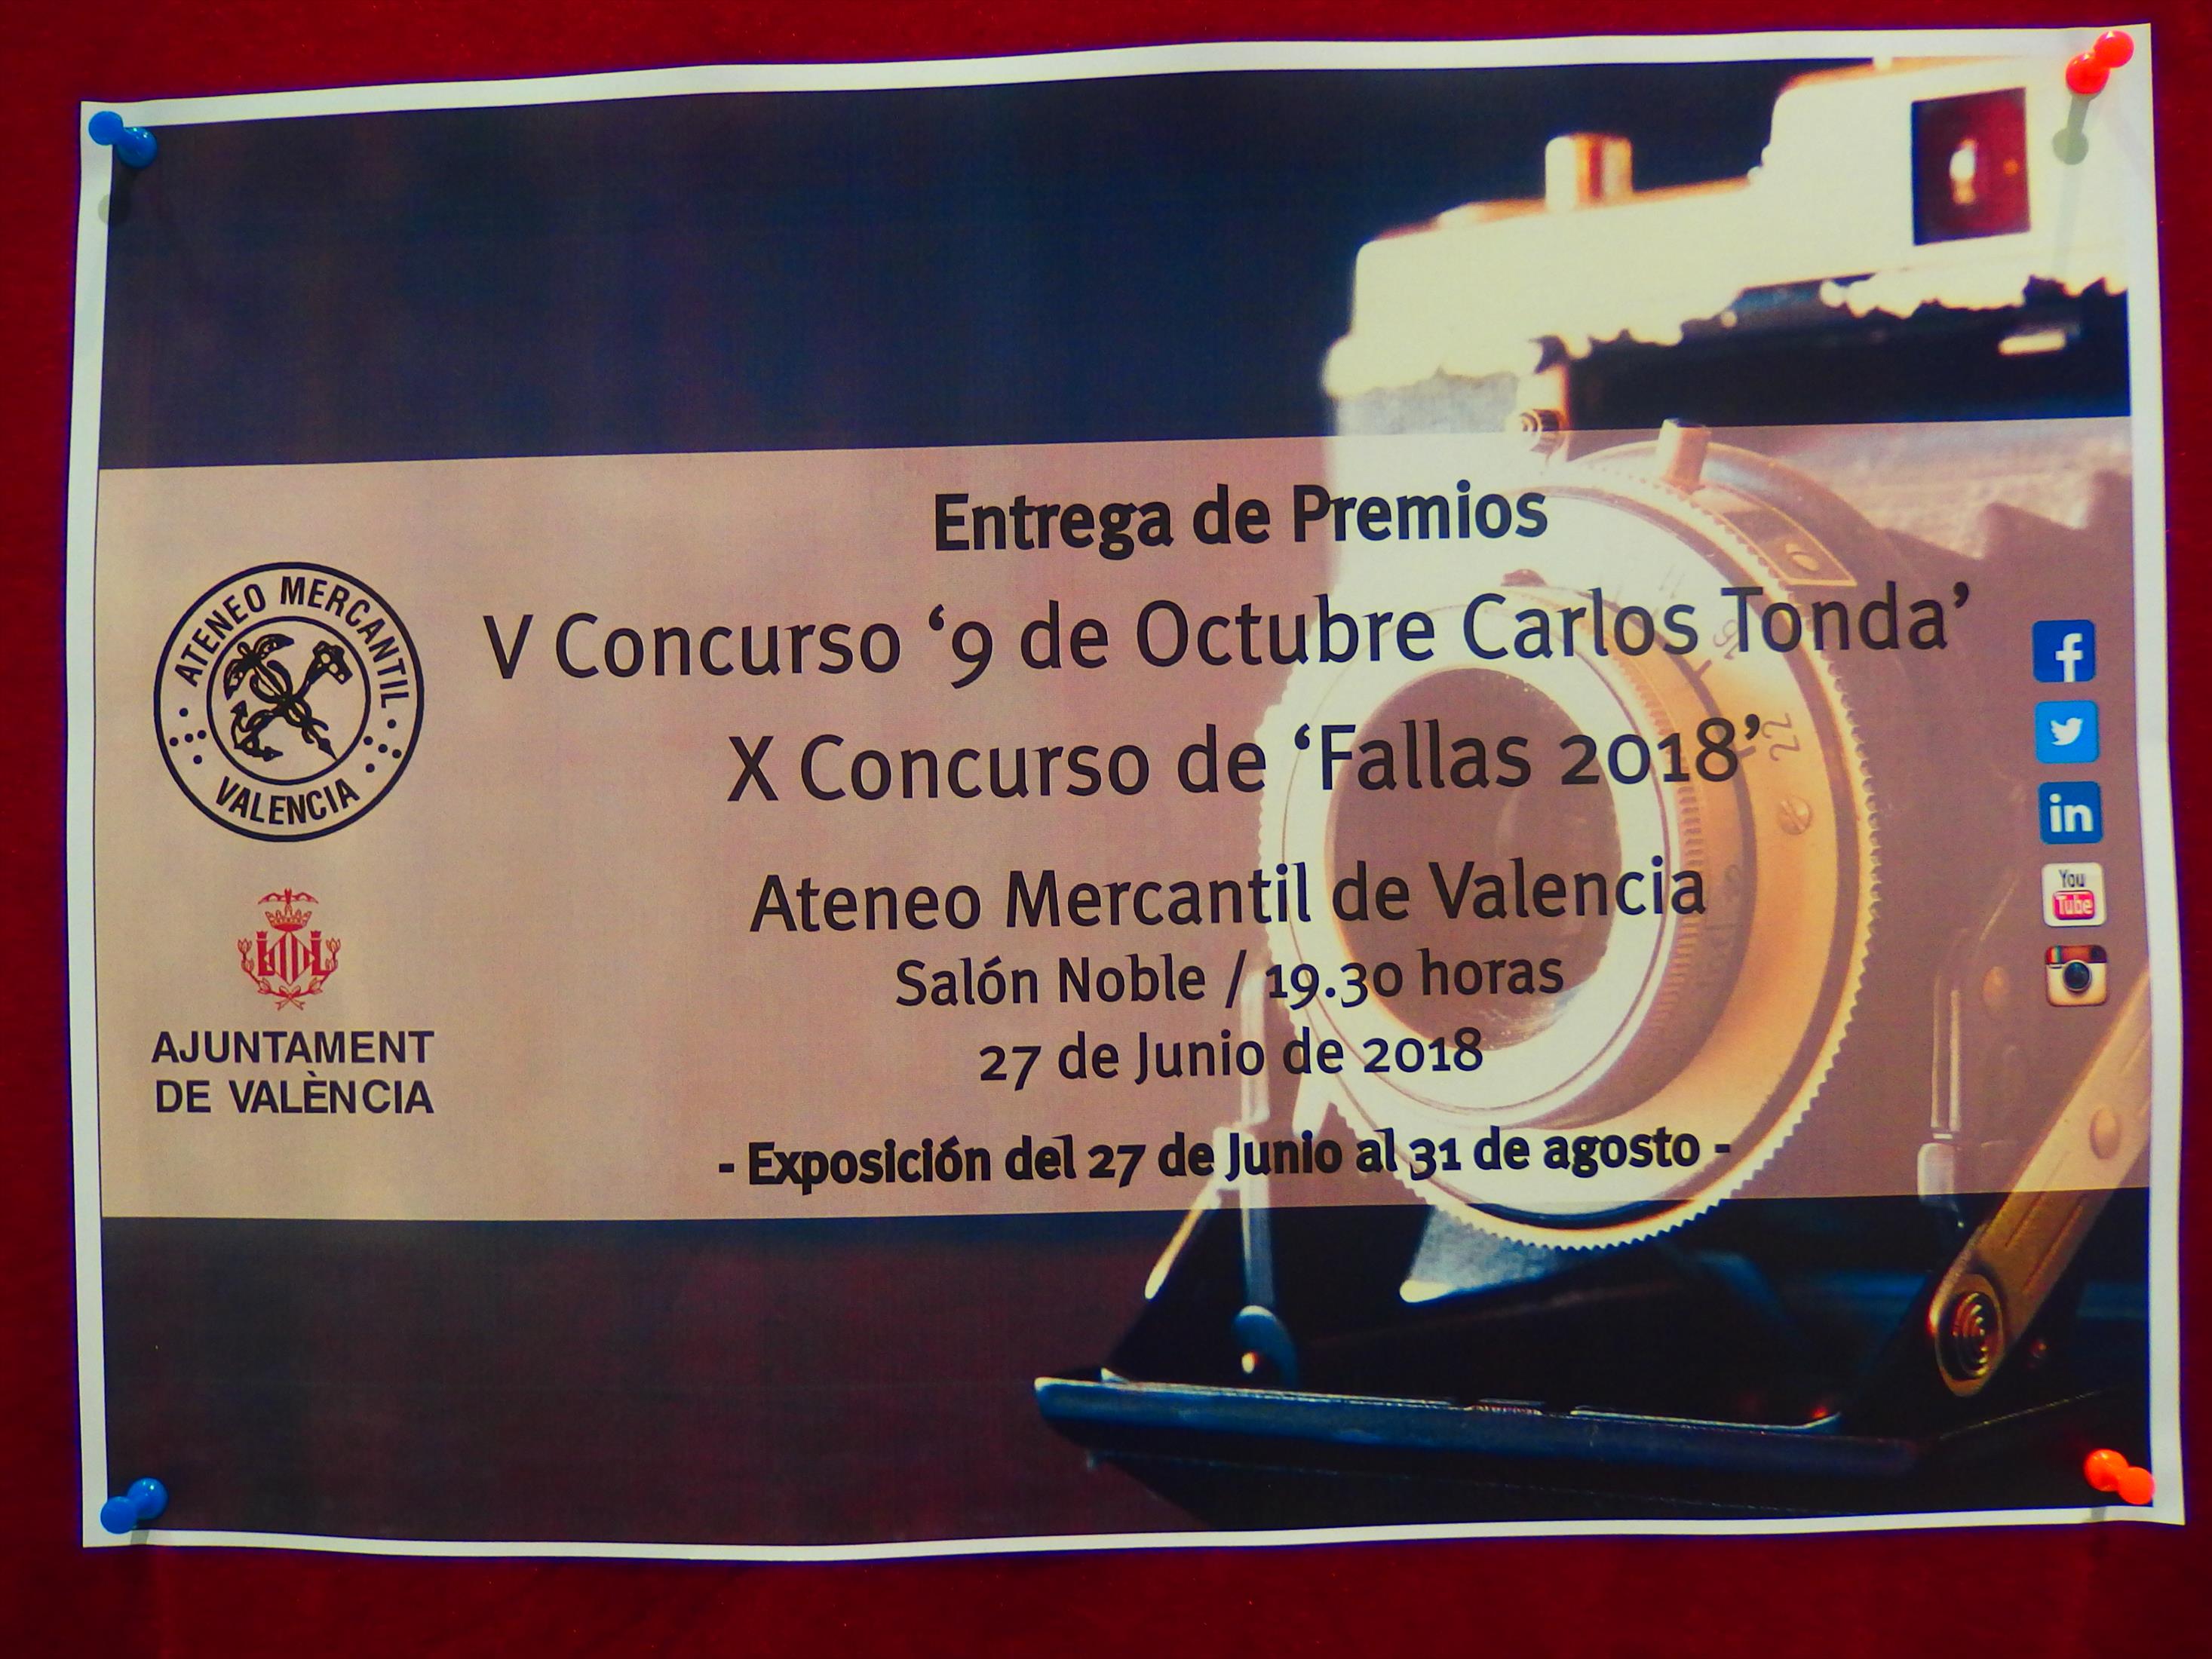 Entrega de Premios
V Concurso ‘9 de Octubre Carlos Tonda’
X Concurso de ‘Fallas 2018’
Ateneo Mercantil de Valencia
Salón Noble / 19.30 horas
27 de Junio de 2018
- Exposición del 27 de Junio al 31 de agosto -
ATENEO MERCANTIL
VALENCIA
AJUNTAMENT
DE VALÈNCIA
f
in
You
Tube
22